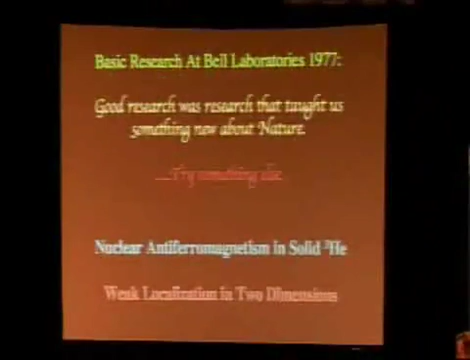 Basic Research At Bell Laboratories 1977:
Good research was research that taught us
something new about Nature.
....Try something else.
Nuclear Antiferromagnetism in Solid ³He
Weak Localization in Two Dimensions